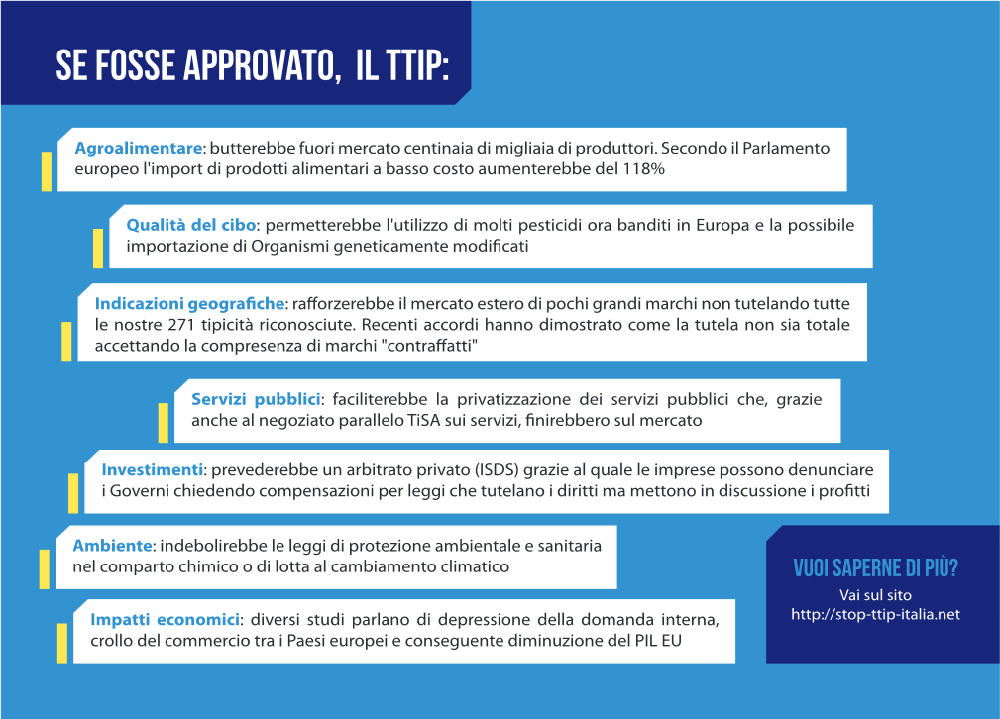 SE FOSSE APPROVATO, IL TTIP:
Agroalimentare: butterebbe fuori mercato centinaia di migliaia di produttori. Secondo il Parlamento
europeo l'import di prodotti alimentari a basso costo aumenterebbe del 118%
Qualità del cibo: permetterebbe l'utilizzo di molti pesticidi ora banditi in Europa e la possibile
importazione di Organismi geneticamente modificati
Indicazioni geografiche: rafforzerebbe il mercato estero di pochi grandi marchi non tutelando tutte
le nostre 271 tipicità riconosciute. Recenti accordi hanno dimostrato come la tutela non sia totale
accettando la compresenza di marchi "contraffatti"
Servizi pubblici: faciliterebbe la privatizzazione dei servizi pubblici che, grazie
anche al negoziato parallelo TiSA sui servizi, finirebbero sul mercato
Investimenti: prevederebbe un arbitrato privato (ISDS) grazie al quale le imprese possono denunciare
i Governi chiedendo compensazioni per leggi che tutelano i diritti ma mettono in discussione i profitti
Ambiente: indebolirebbe le leggi di protezione ambientale e sanitaria
nel comparto chimico o di lotta al cambiamento climatico
Impatti economici: diversi studi parlano di depressione della domanda interna,
crollo del commercio tra i Paesi europei e conseguente diminuzione del PIL EU
VUOI SAPERNE DI PIÙ?
Vai sul sito
http://stop-ttip-italia.net